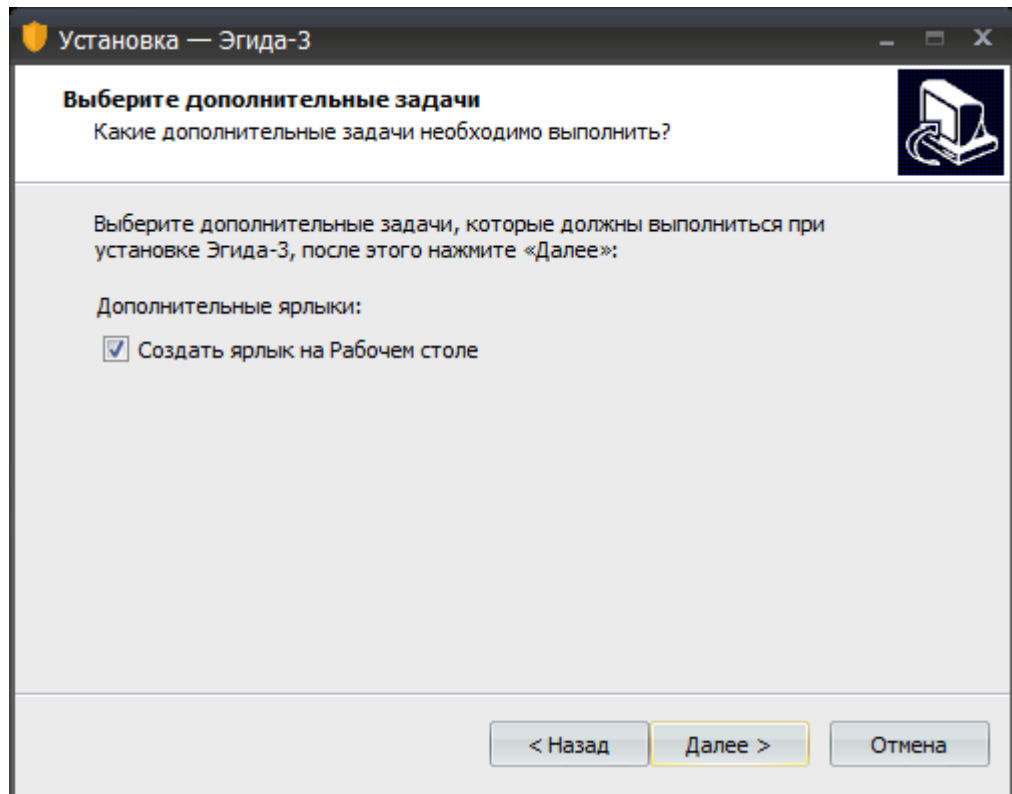 Установка — Эгида-3
Выберите дополнительные задачи
Какие дополнительные задачи необходимо выполнить?
Выберите дополнительные задачи, которые должны выполниться при
установке Эгида-3, после этого нажмите «Далее»:
Дополнительные ярлыки:
Создать ярлык на Рабочем столе
< Назад
Далее >
Отмена